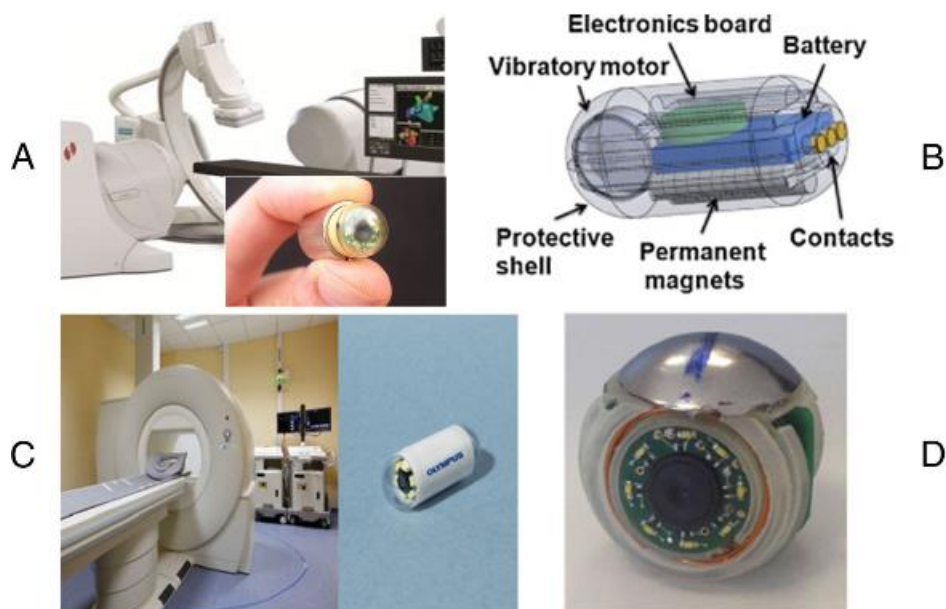 A
Electronics board
Battery
Vibratory motor
B
Protective
shell
Permanent
magnets
Contacts
C
OLYMPUS
D